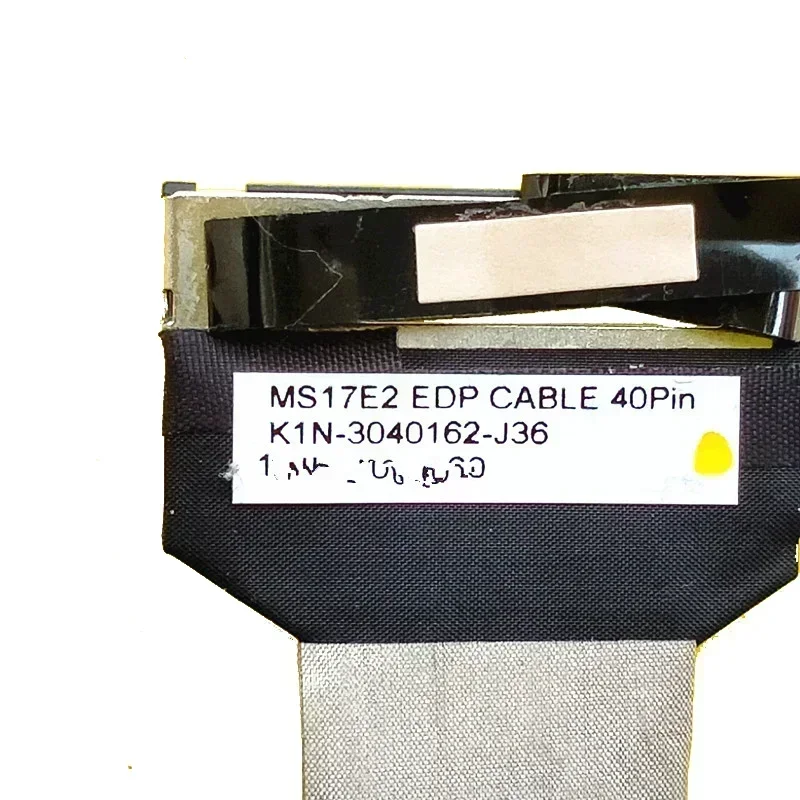 MS17E2 EDP CABLE 40Pin
K1N-3040162-J36